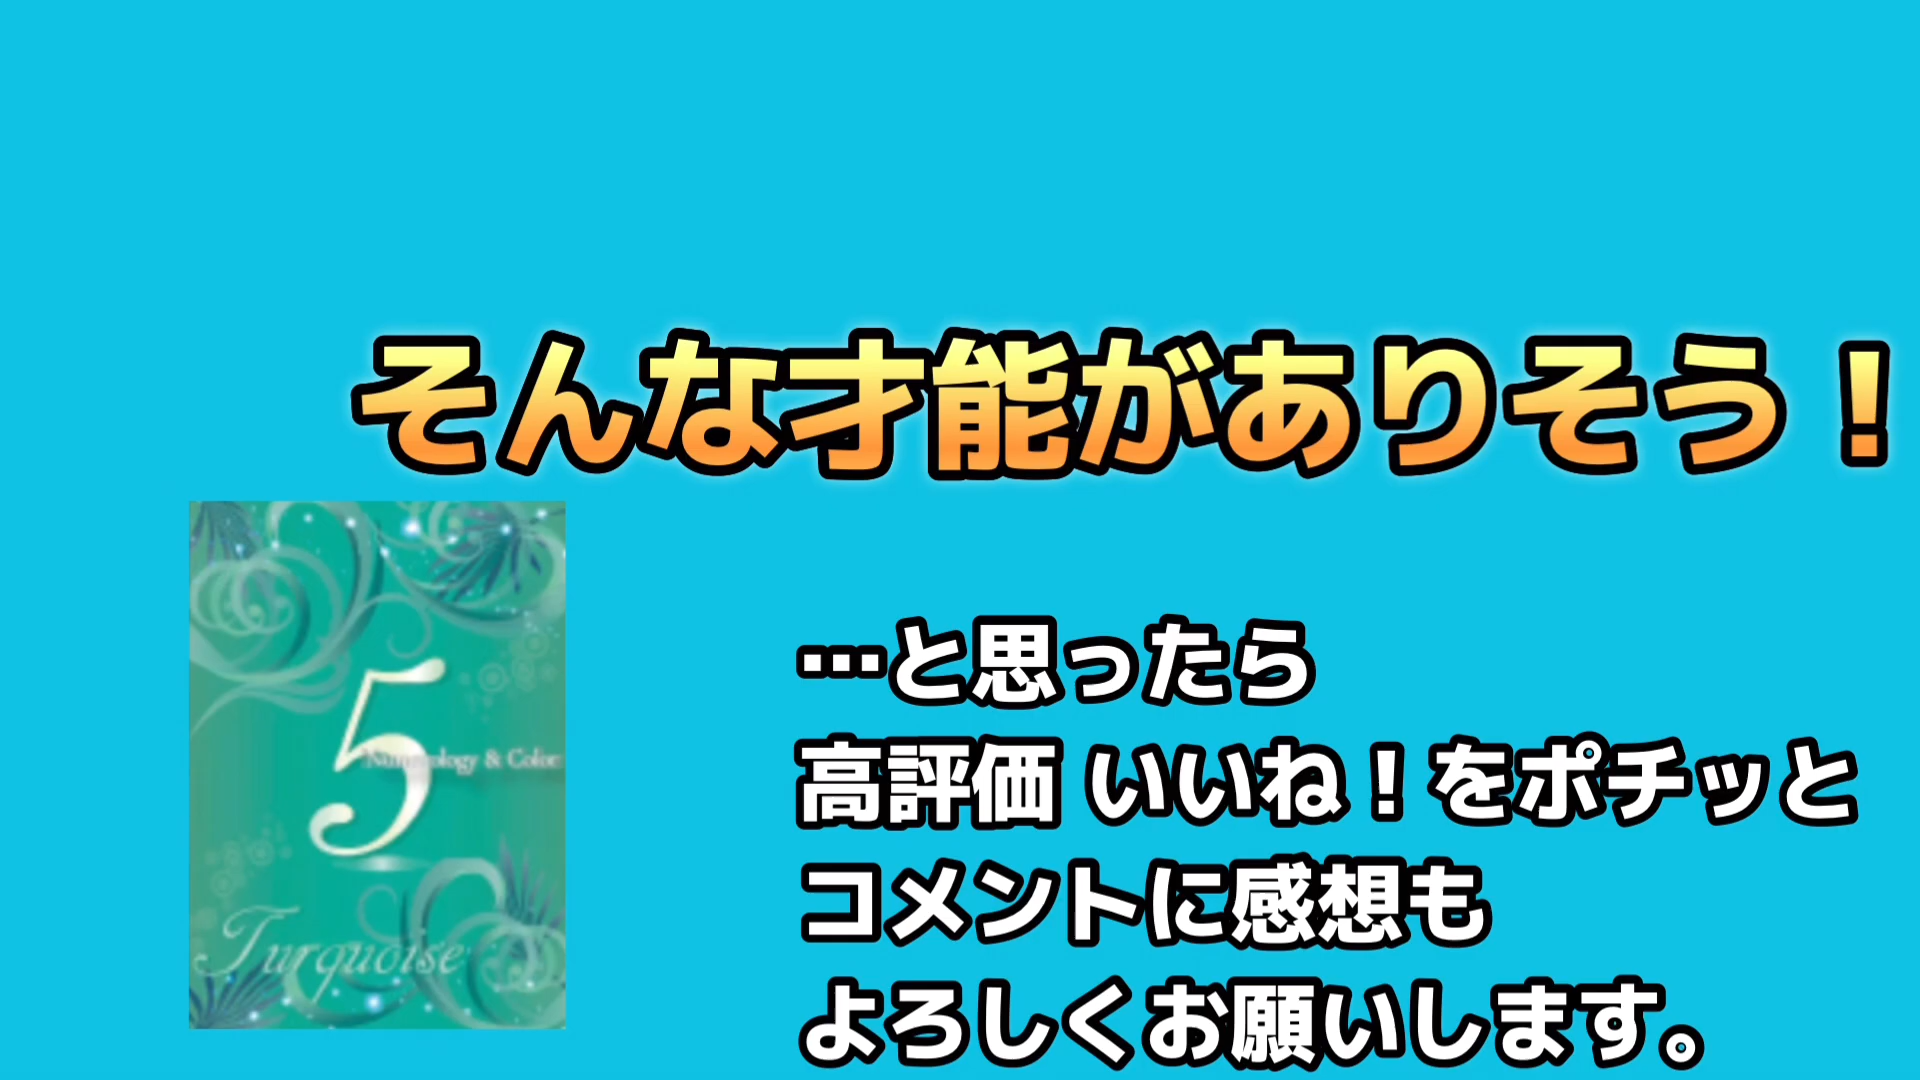 そんな才能がありそう！
5
Numerology & Color
Turquoise
…と思ったら
高評価 いいね！をポチッと
コメントに感想も
よろしくお願いします。